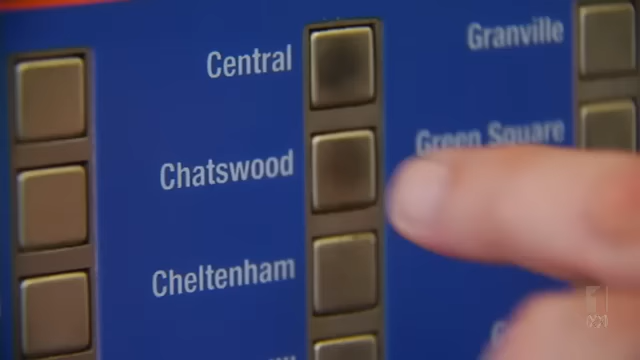 Central
Chatswood
Cheltenham
Granville
Green Square